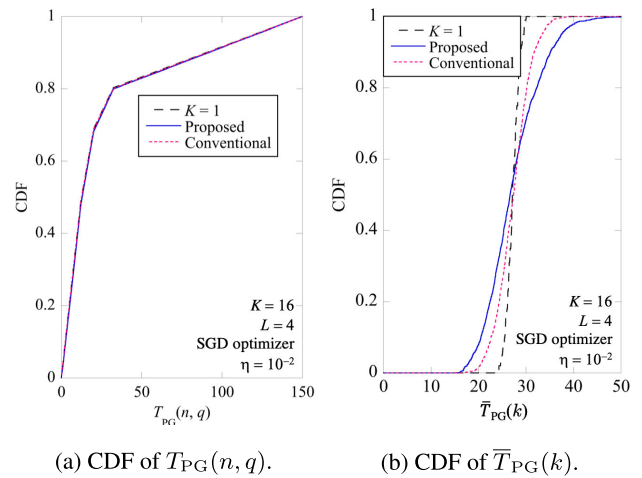 1
0.8
0.6
0.4
0.2
0
CDF
K = 1
Proposed
Conventional
K = 16
L = 4
SGD optimizer
η = 10⁻²
0 50 100 150
T_PG(n, q)
(a) CDF of T_PG(n, q).
1
0.8
0.6
0.4
0.2
0
CDF
K = 1
Proposed
Conventional
K = 16
L = 4
SGD optimizer
η = 10⁻²
0 10 20 30 40 50
T̅_PG(k)
(b) CDF of T̅_PG(k).